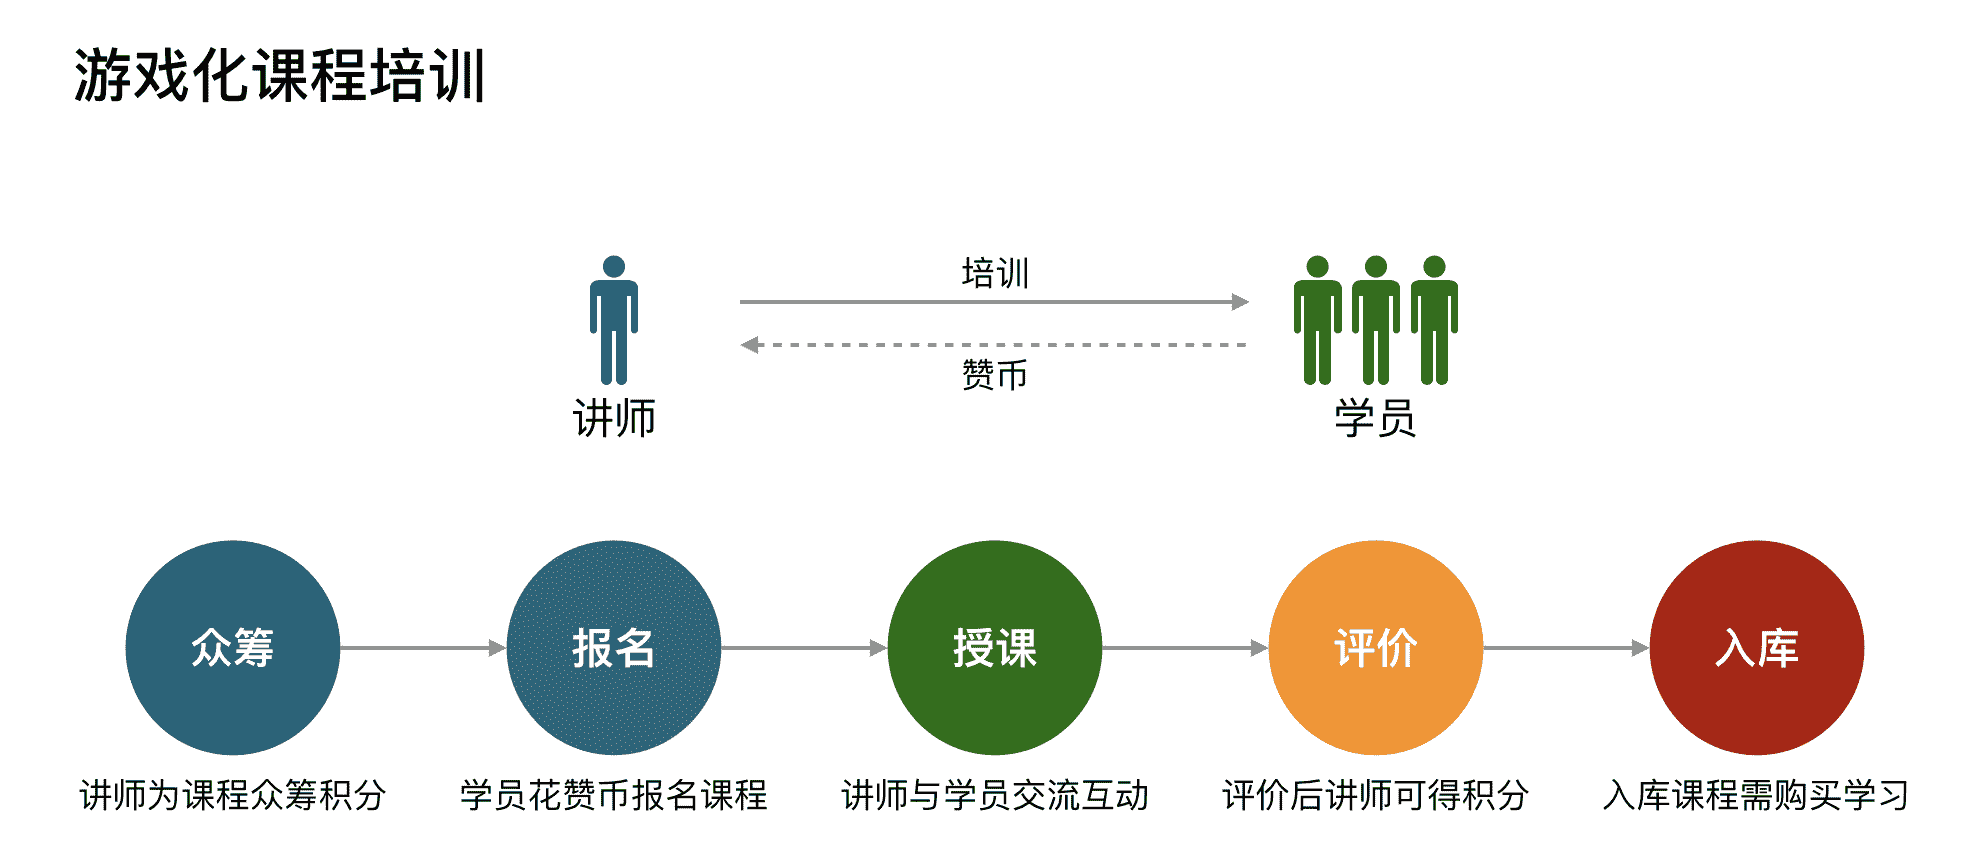 游戏化课程培训
培训
赞币
讲师
学员
众筹
报名
授课
评价
入库
讲师为课程众筹积分
学员花赞币报名课程
讲师与学员交流互动
评价后讲师可得积分
入库课程需购买学习